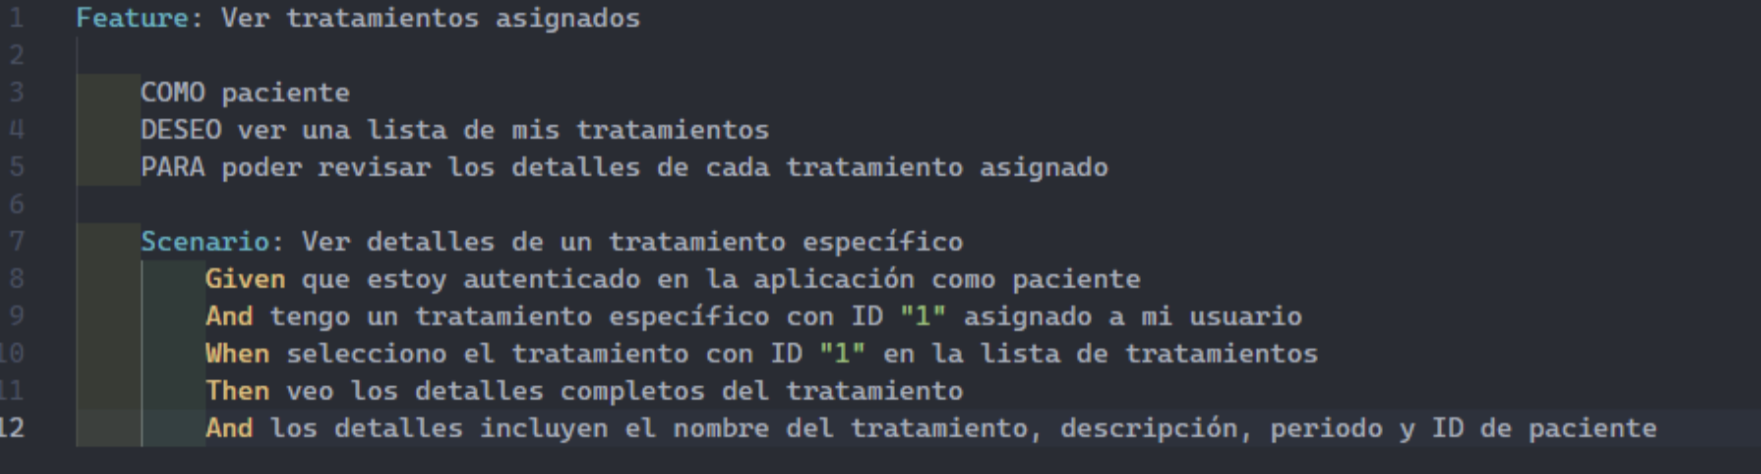 1 Feature: Ver tratamientos asignados
2
3 COMO paciente
4 DESEO ver una lista de mis tratamientos
5 PARA poder revisar los detalles de cada tratamiento asignado
6
7 Scenario: Ver detalles de un tratamiento específico
8 Given que estoy autenticado en la aplicación como paciente
9 And tengo un tratamiento específico con ID "1" asignado a mi usuario
10 When selecciono el tratamiento con ID "1" en la lista de tratamientos
11 Then veo los detalles completos del tratamiento
12 And los detalles incluyen el nombre del tratamiento, descripción, periodo y ID de paciente